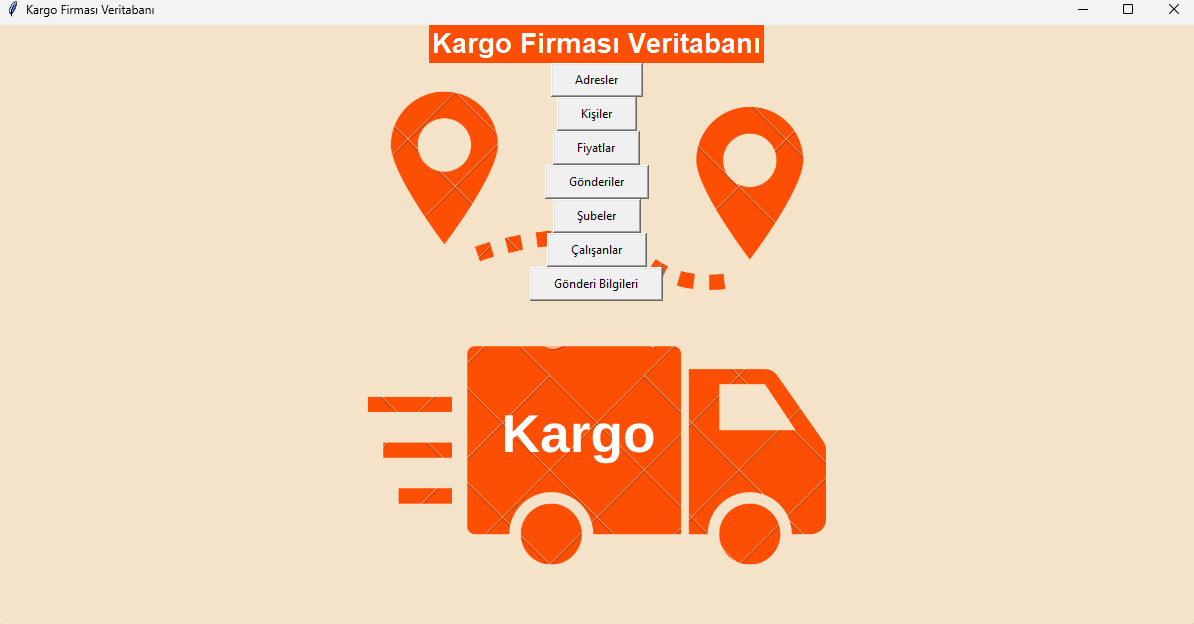 Kargo Firması Veritabanı
Kargo Firması Veritabanı
Adresler
Kişiler
Fiyatlar
Gönderiler
Şubeler
Çalışanlar
Gönderi Bilgileri
Kargo